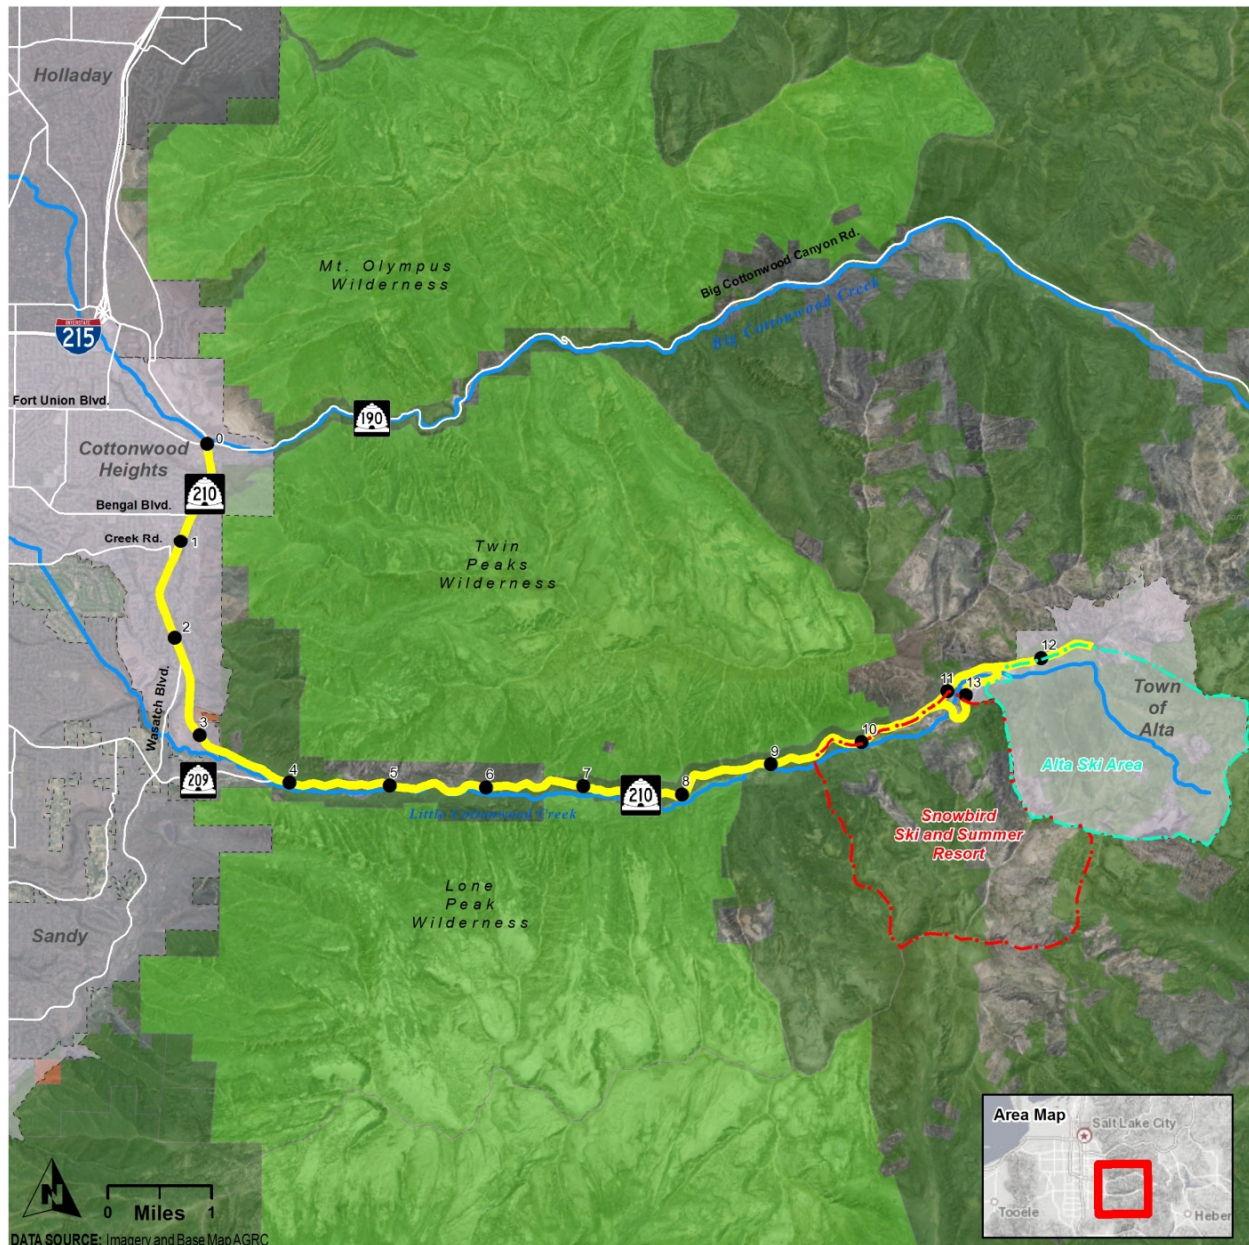 Holladay
Mt. Olympus
Wilderness
Big Cottonwood Canyon Rd.
Big Cottonwood Creek
INTERSTATE
215
Fort Union Blvd.
190
0
Cottonwood
Heights
210
Bengal Blvd.
Creek Rd.
1
Twin
Peaks
Wilderness
2
12
11
13
Town
of
Alta
Wasatch Blvd.
3
10
9
Alta Ski Area
209
4
5
6
7
210
8
Little Cottonwood Creek
Snowbird
Ski and Summer
Resort
Lone
Peak
Wilderness
Sandy
Area Map
Salt Lake City
Tooele
Heber
N
0 Miles 1
DATA SOURCE: Imagery and Base Map AGRC